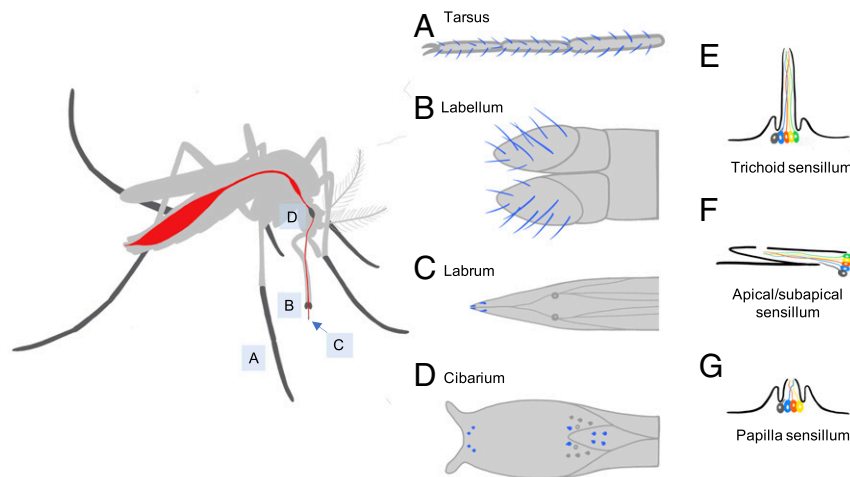 A
Tarsus
B
Labellum
C
Labrum
D
Cibarium
E
Trichoid sensillum
F
Apical/subapical
sensillum
G
Papilla sensillum
D
B
C
A